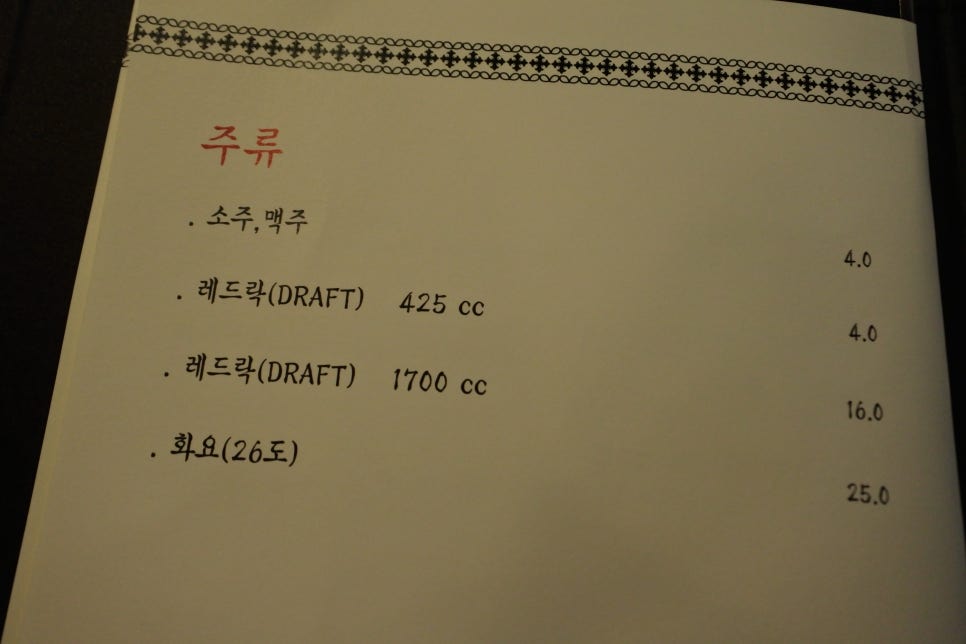 주류
. 소주,맥주 4.0
. 레드락(DRAFT) 425 cc 4.0
. 레드락(DRAFT) 1700 cc 16.0
. 화요(26도) 25.0